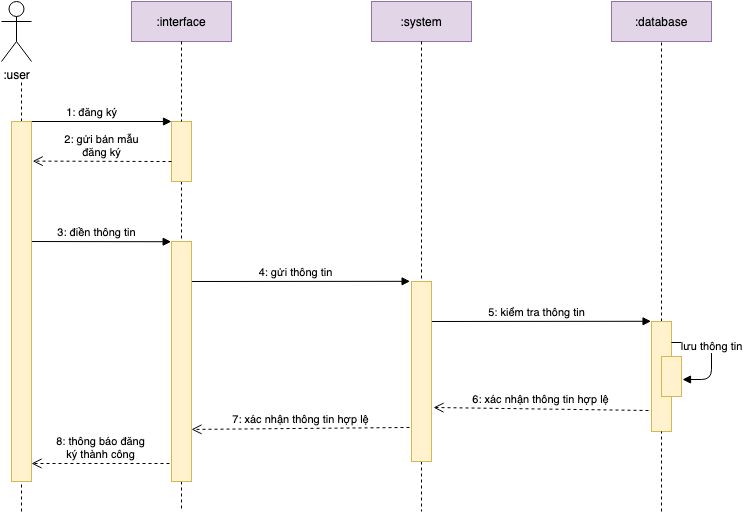 :interface
:system
:database
:user
1: đăng ký
2: gửi bản mẫu
đăng ký
3: điền thông tin
4: gửi thông tin
5: kiểm tra thông tin
lưu thông tin
6: xác nhận thông tin hợp lệ
7: xác nhận thông tin hợp lệ
8: thông báo đăng
ký thành công